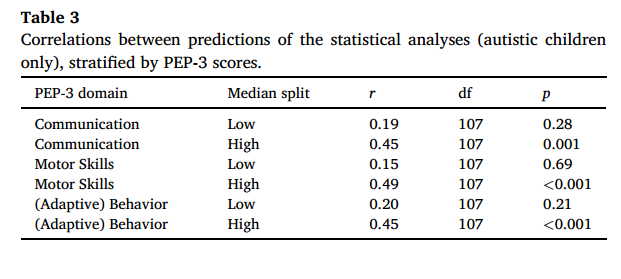 Table 3
Correlations between predictions of the statistical analyses (autistic children
only), stratified by PEP-3 scores.
PEP-3 domain Median split r df p
Communication Low 0.19 107 0.28
Communication High 0.45 107 0.001
Motor Skills Low 0.15 107 0.69
Motor Skills High 0.49 107 <0.001
(Adaptive) Behavior Low 0.20 107 0.21
(Adaptive) Behavior High 0.45 107 <0.001